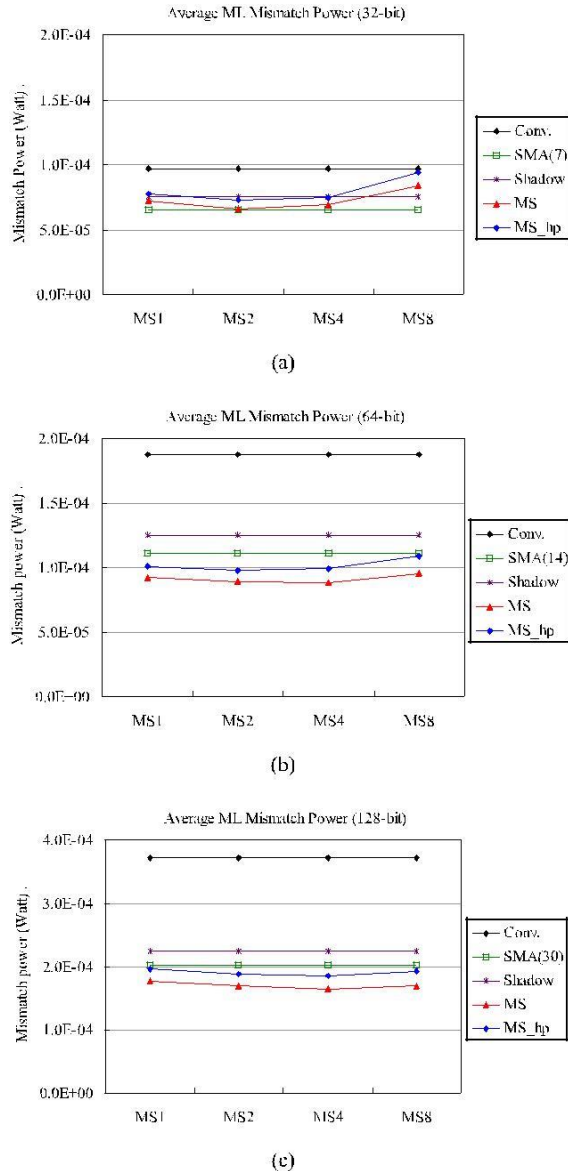 Average ML Mismatch Power (32-bit)
Mismatch Power (Watt) .
2.0E-04
1.5E-04
1.0E-04
5.0E-05
0.0E+00
MS1 MS2 MS4 MS8
Conv.
SMA(7)
Shadow
MS
MS_hp
(a)
Average ML Mismatch Power (64-bit)
Mismatch power (Watt) .
2.0E-04
1.5E-04
1.0E-04
5.0E-05
0.0E+00
MS1 MS2 MS4 MS8
Conv.
SMA(14)
Shadow
MS
MS_hp
(b)
Average ML Mismatch Power (128-bit)
Mismatch power (Watt) .
4.0E-04
3.0E-04
2.0E-04
1.0E-04
0.0E+00
MS1 MS2 MS4 MS8
Conv.
SMA(30)
Shadow
MS
MS_hp
(c)